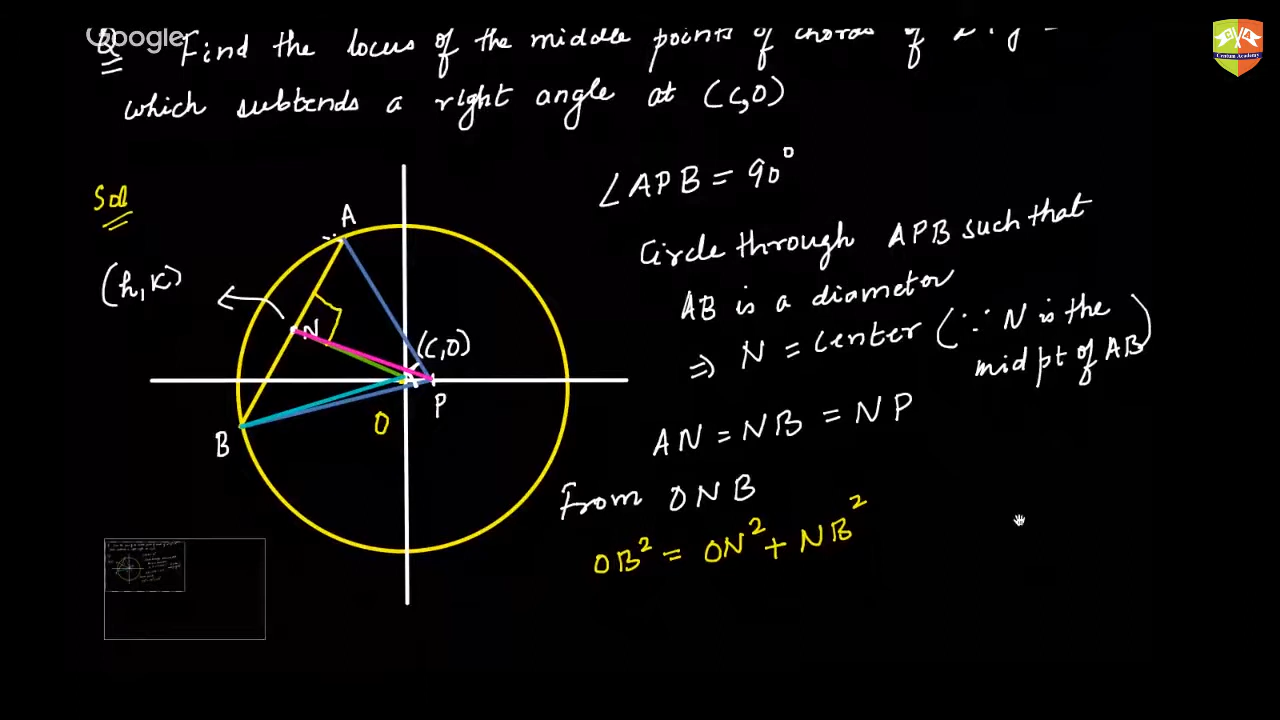 Google
Q Find the locus of the middle points of chords of
which subtends a right angle at (C,0)
Sol
∠APB = 90°
A
Circle through APB such that
(h, K)
AB is a diameter
N
⇒ N = Center (∵ N is the
mid pt of AB)
(C,0)
P
O
B
AN = NB = NP
From ONB
OB² = ON² + NB²
Centum Academy